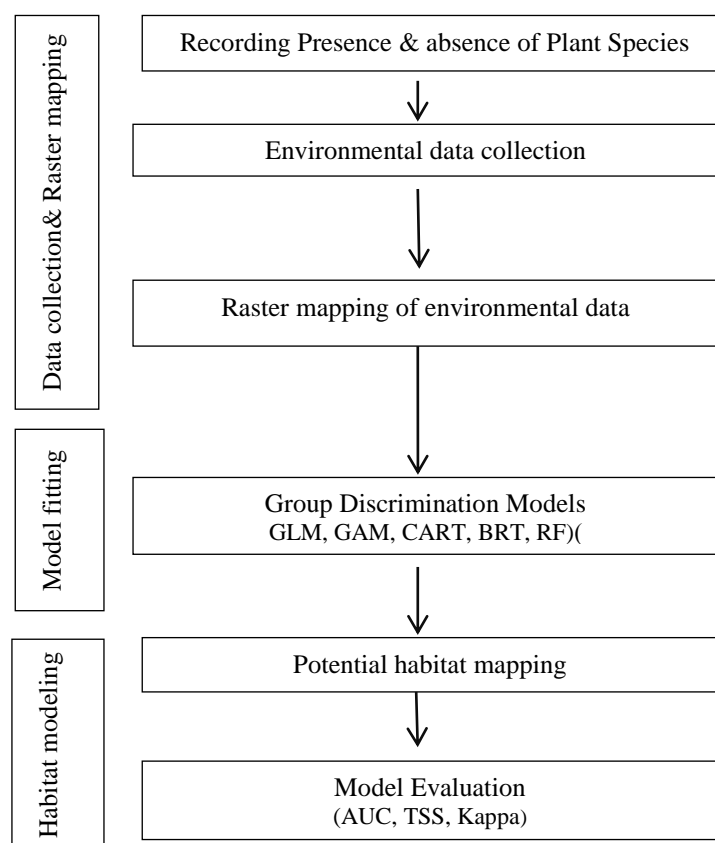 Data collection& Raster mapping
Recording Presence & absence of Plant Species
Environmental data collection
Raster mapping of environmental data
Model fitting
Group Discrimination Models
GLM, GAM, CART, BRT, RF)(
Habitat modeling
Potential habitat mapping
Model Evaluation
(AUC, TSS, Kappa)